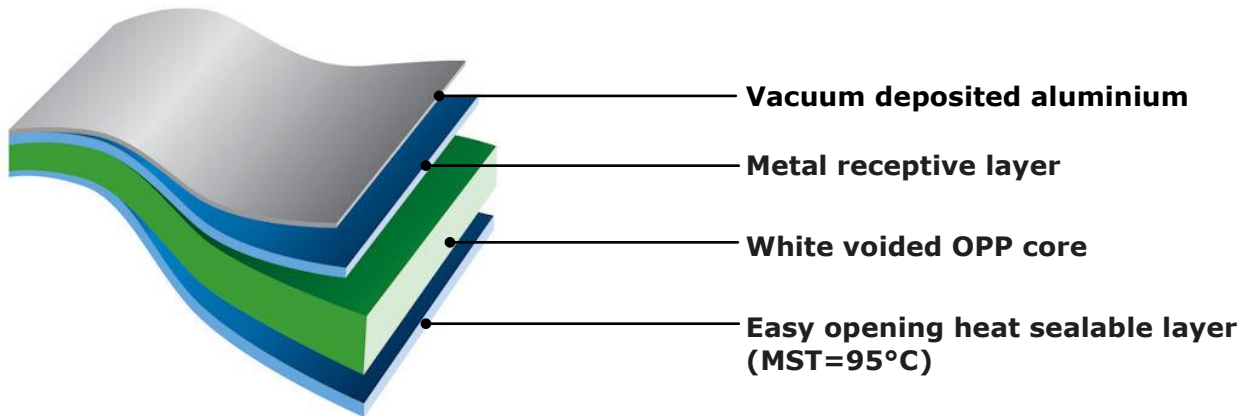 Vacuum deposited aluminium
Metal receptive layer
White voided OPP core
Easy opening heat sealable layer
(MST=95°C)